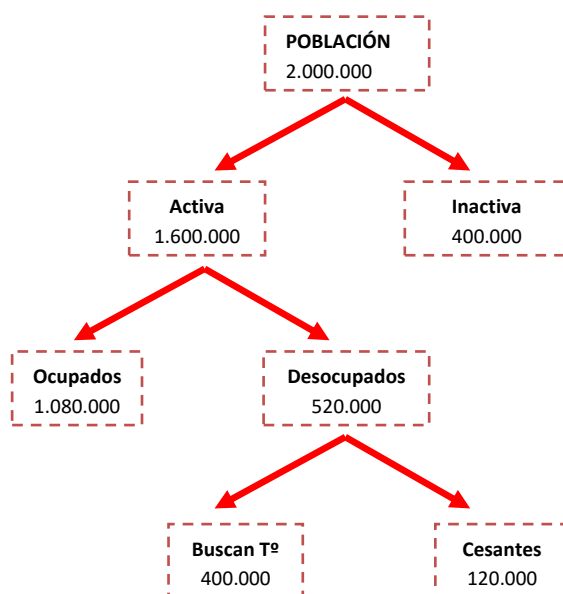 POBLACIÓN
2.000.000
Activa
1.600.000
Inactiva
400.000
Ocupados
1.080.000
Desocupados
520.000
Buscan Tº
400.000
Cesantes
120.000